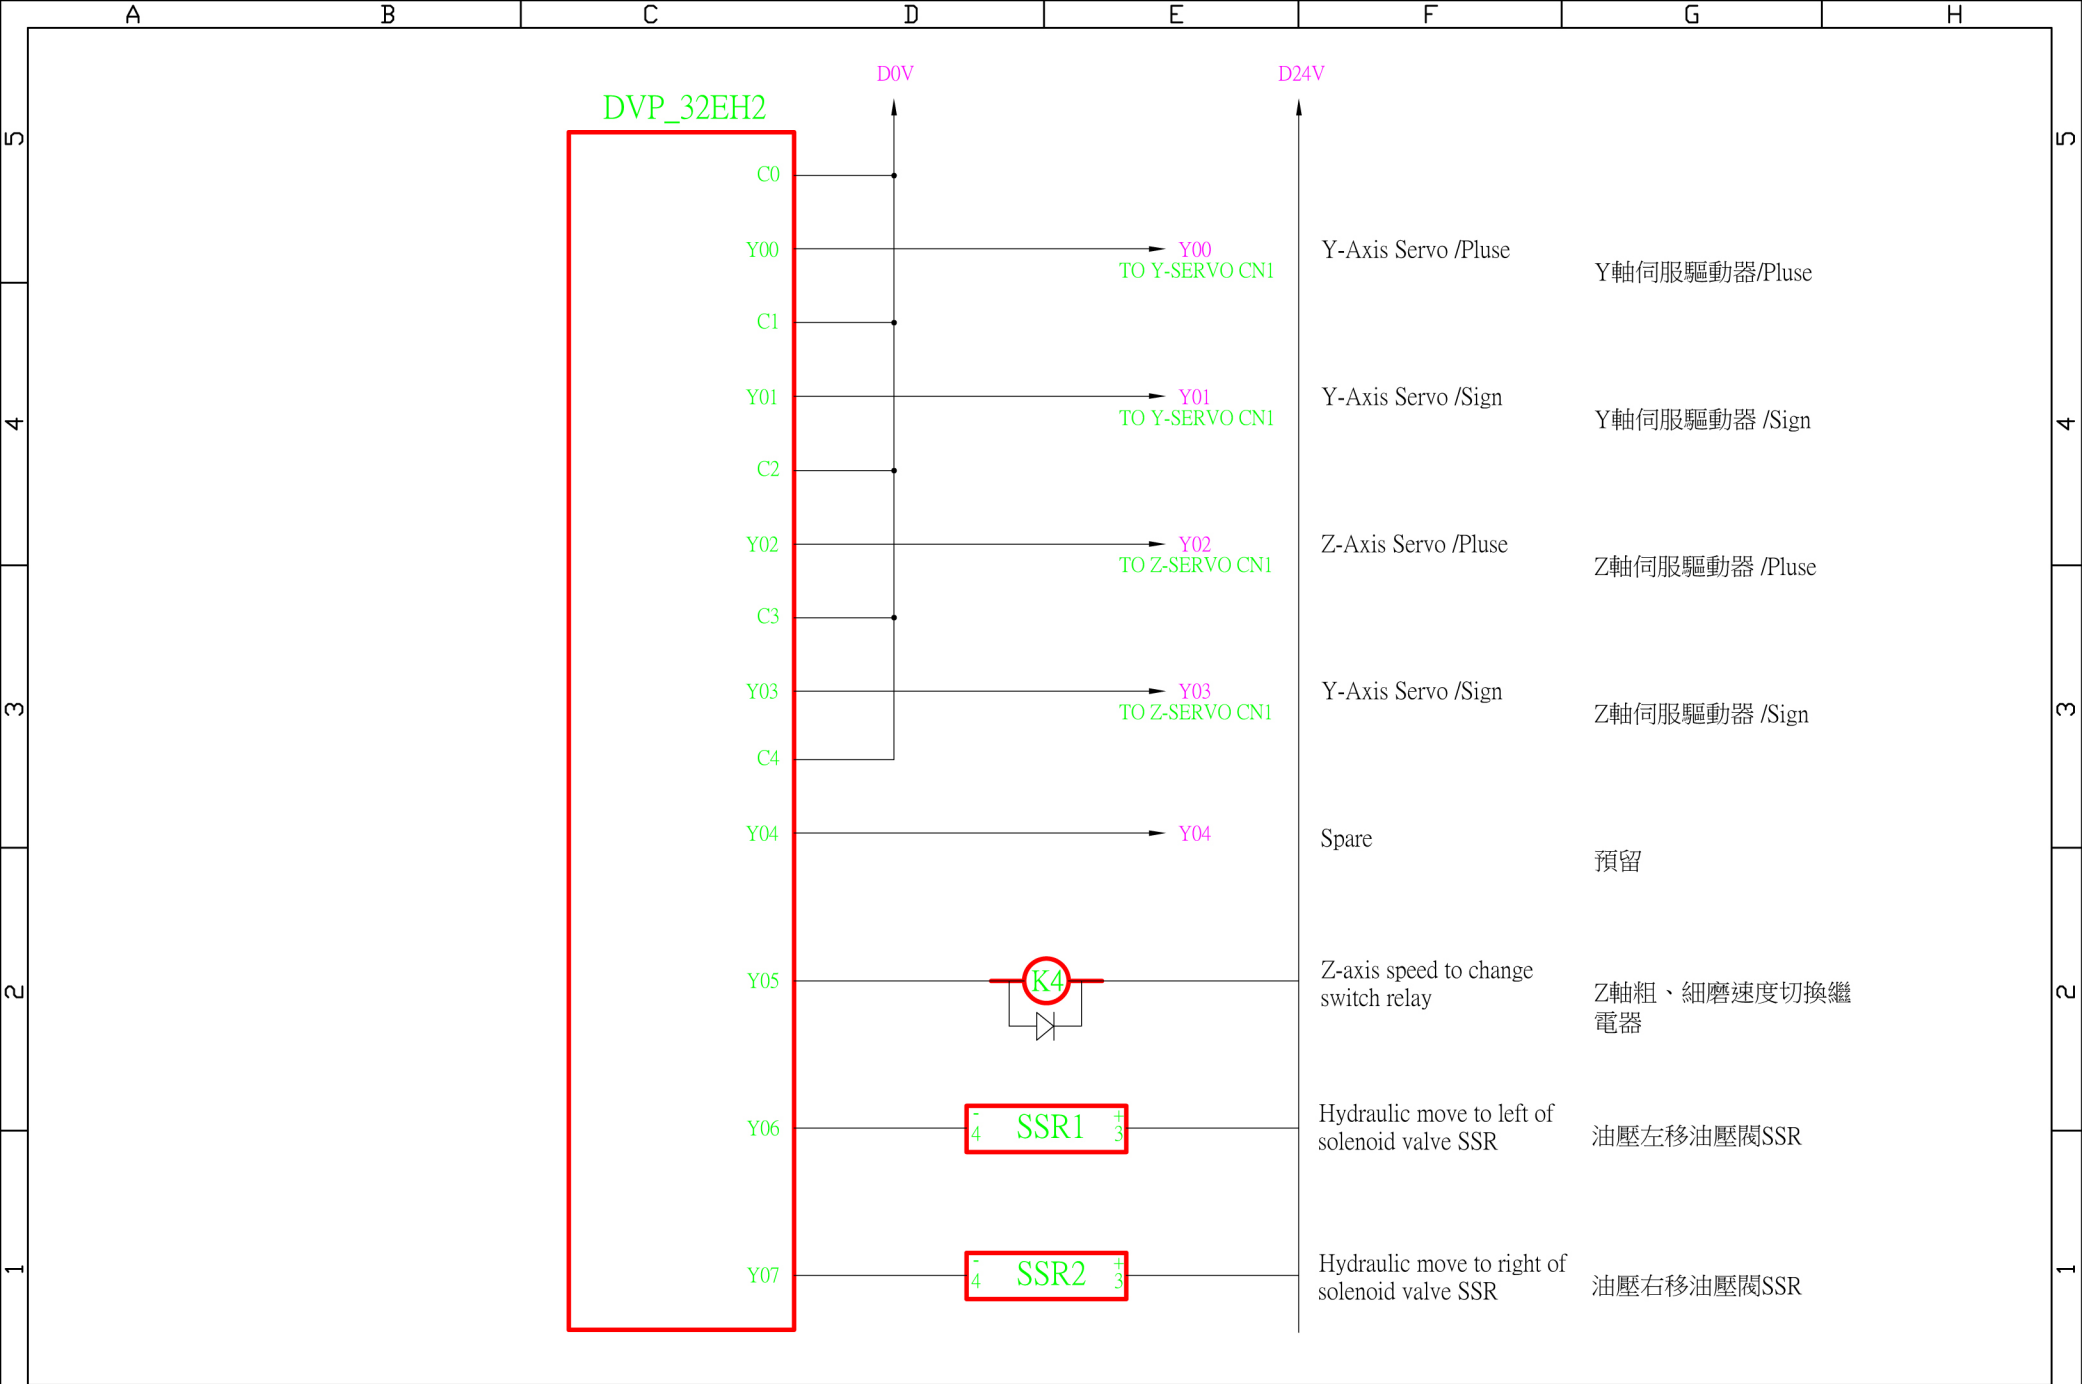 A B C D E F G H
D0V
D24V
DVP_32EH2
5
5
C0
Y00
Y00
TO Y-SERVO CN1
Y-Axis Servo /Pluse
Y軸伺服驅動器/Pluse
C1
Y01
Y01
TO Y-SERVO CN1
Y-Axis Servo /Sign
Y軸伺服驅動器 /Sign
4
4
C2
Y02
Y02
TO Z-SERVO CN1
Z-Axis Servo /Pluse
Z軸伺服驅動器 /Pluse
C3
Y03
Y03
TO Z-SERVO CN1
Y-Axis Servo /Sign
Z軸伺服驅動器 /Sign
3
3
C4
Y04
Y04
Spare
預留
Y05
K4
Z-axis speed to change
switch relay
Z軸粗、細磨速度切換繼
電器
2
2
Y06
-
4
SSR1
+
3
Hydraulic move to left of
solenoid valve SSR
油壓左移油壓閥SSR
Y07
-
4
SSR2
+
3
Hydraulic move to right of
solenoid valve SSR
油壓右移油壓閥SSR
1
1